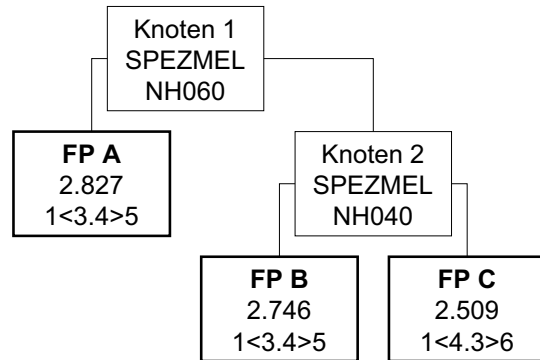 Knoten 1
SPEZMEL
NH060
FP A
2.827
1<3.4>5
Knoten 2
SPEZMEL
NH040
FP B
2.746
1<3.4>5
FP C
2.509
1<4.3>6